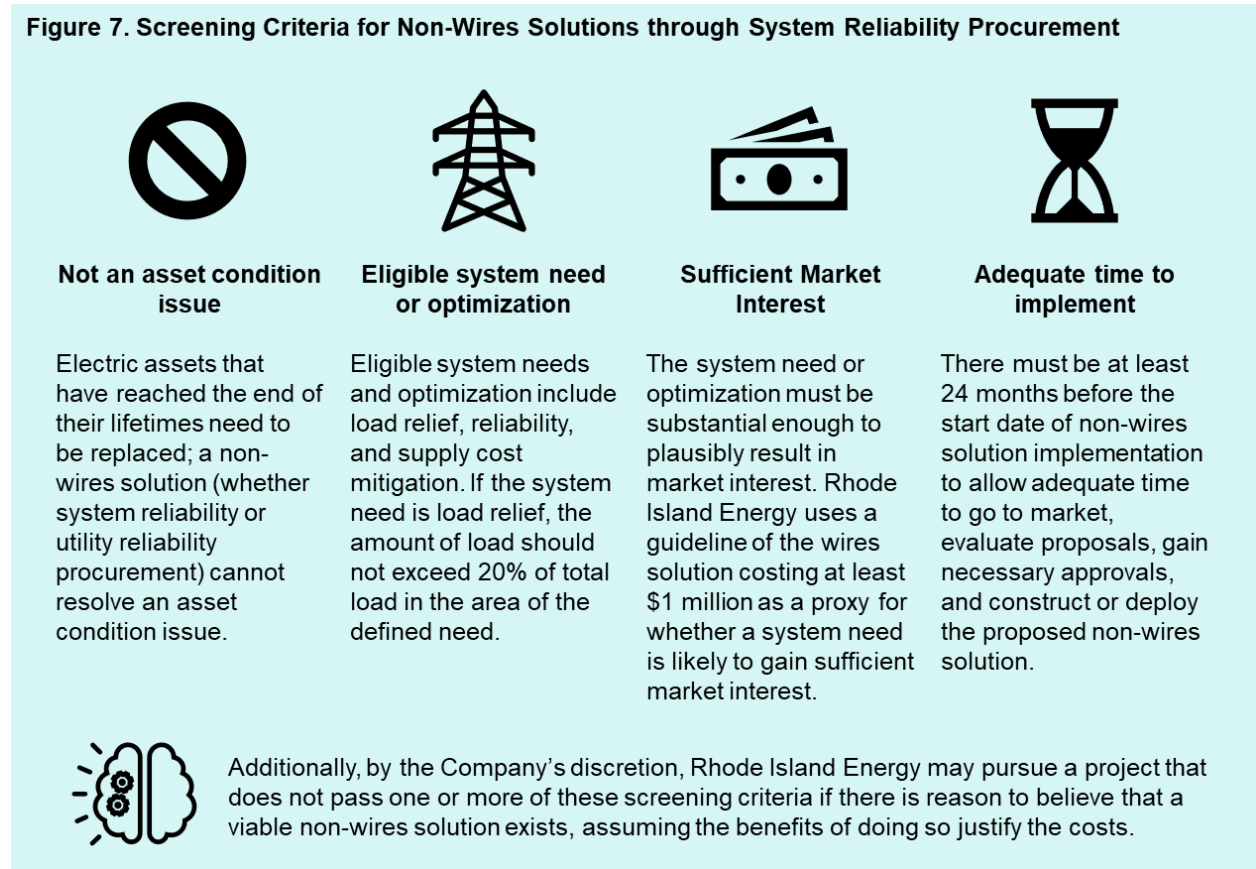 Figure 7. Screening Criteria for Non-Wires Solutions through System Reliability Procurement
Not an asset condition
issue
Electric assets that
have reached the end of
their lifetimes need to
be replaced; a non-
wires solution (whether
system reliability or
utility reliability
procurement) cannot
resolve an asset
condition issue.
Eligible system need
or optimization
Eligible system needs
and optimization include
load relief, reliability,
and supply cost
mitigation. If the system
need is load relief, the
amount of load should
not exceed 20% of total
load in the area of the
defined need.
Sufficient Market
Interest
The system need or
optimization must be
substantial enough to
plausibly result in
market interest. Rhode
Island Energy uses a
guideline of the wires
solution costing at least
$1 million as a proxy for
whether a system need
is likely to gain sufficient
market interest.
Adequate time to
implement
There must be at least
24 months before the
start date of non-wires
solution implementation
to allow adequate time
to go to market,
evaluate proposals, gain
necessary approvals,
and construct or deploy
the proposed non-wires
solution.
Additionally, by the Company's discretion, Rhode Island Energy may pursue a project that
does not pass one or more of these screening criteria if there is reason to believe that a
viable non-wires solution exists, assuming the benefits of doing so justify the costs.